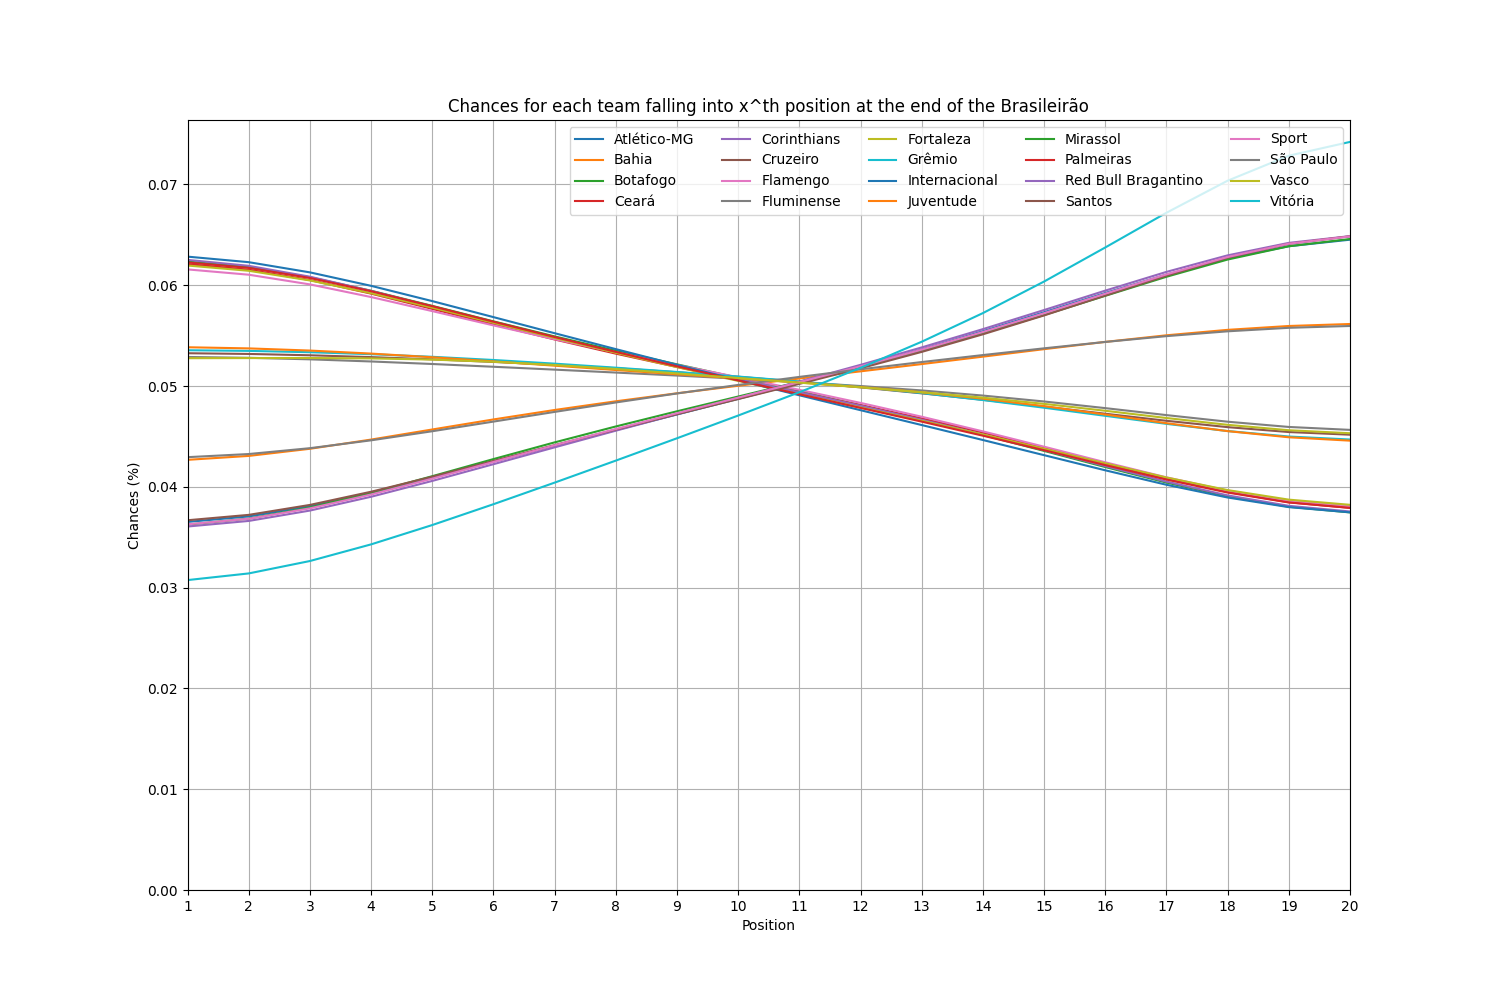 Chances for each team falling into x^th position at the end of the Brasileirão
Atlético-MG Corinthians Fortaleza Mirassol Sport
Bahia Cruzeiro Grêmio Palmeiras São Paulo
Botafogo Flamengo Internacional Red Bull Bragantino Vasco
Ceará Fluminense Juventude Santos Vitória
0.07
0.06
0.05
0.04
0.03
0.02
0.01
0.00
Chances (%)
1 2 3 4 5 6 7 8 9 10 11 12 13 14 15 16 17 18 19 20
Position